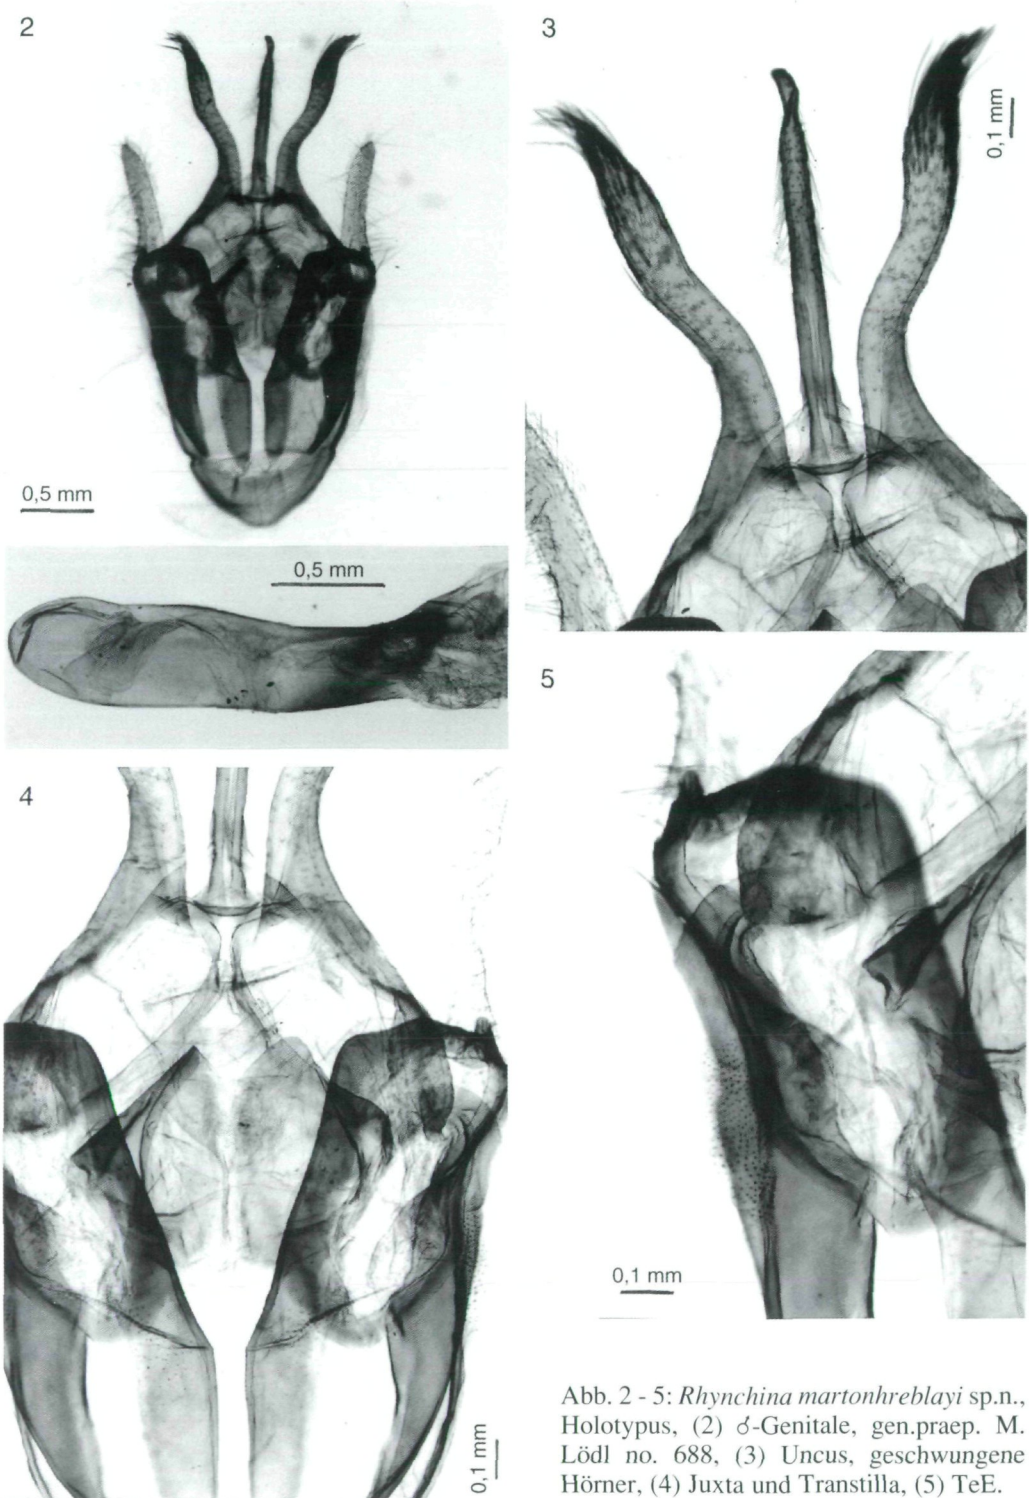 2
0,5 mm
0,5 mm
3
0,1 mm
4
0,1 mm
5
0,1 mm
Abb. 2 - 5: Rhynchina martonhreblayi sp.n.,
Holotypus, (2) ♂-Genitale, gen.praep. M.
Lödl no. 688, (3) Uncus, geschwungene
Hörner, (4) Juxta und Transtilla, (5) TeE.